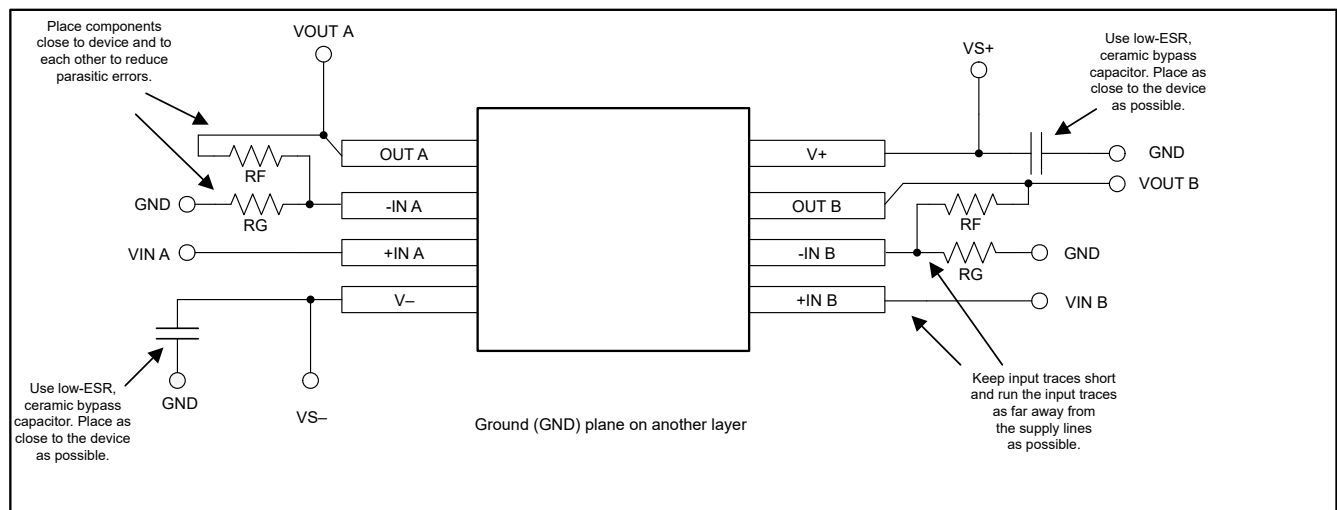 Place components
close to device and to
each other to reduce
parasitic errors.
VOUT A
VS+
Use low-ESR,
ceramic bypass
capacitor. Place as
close to the device
as possible.
OUT A
V+
GND
RF
VOUT B
GND
-IN A
OUT B
RG
RF
VIN A
+IN A
-IN B
GND
RG
V–
+IN B
VIN B
Use low-ESR,
ceramic bypass
capacitor. Place as
close to the device
as possible.
GND
VS–
Ground (GND) plane on another layer
Keep input traces short
and run the input traces
as far away from
the supply lines
as possible.